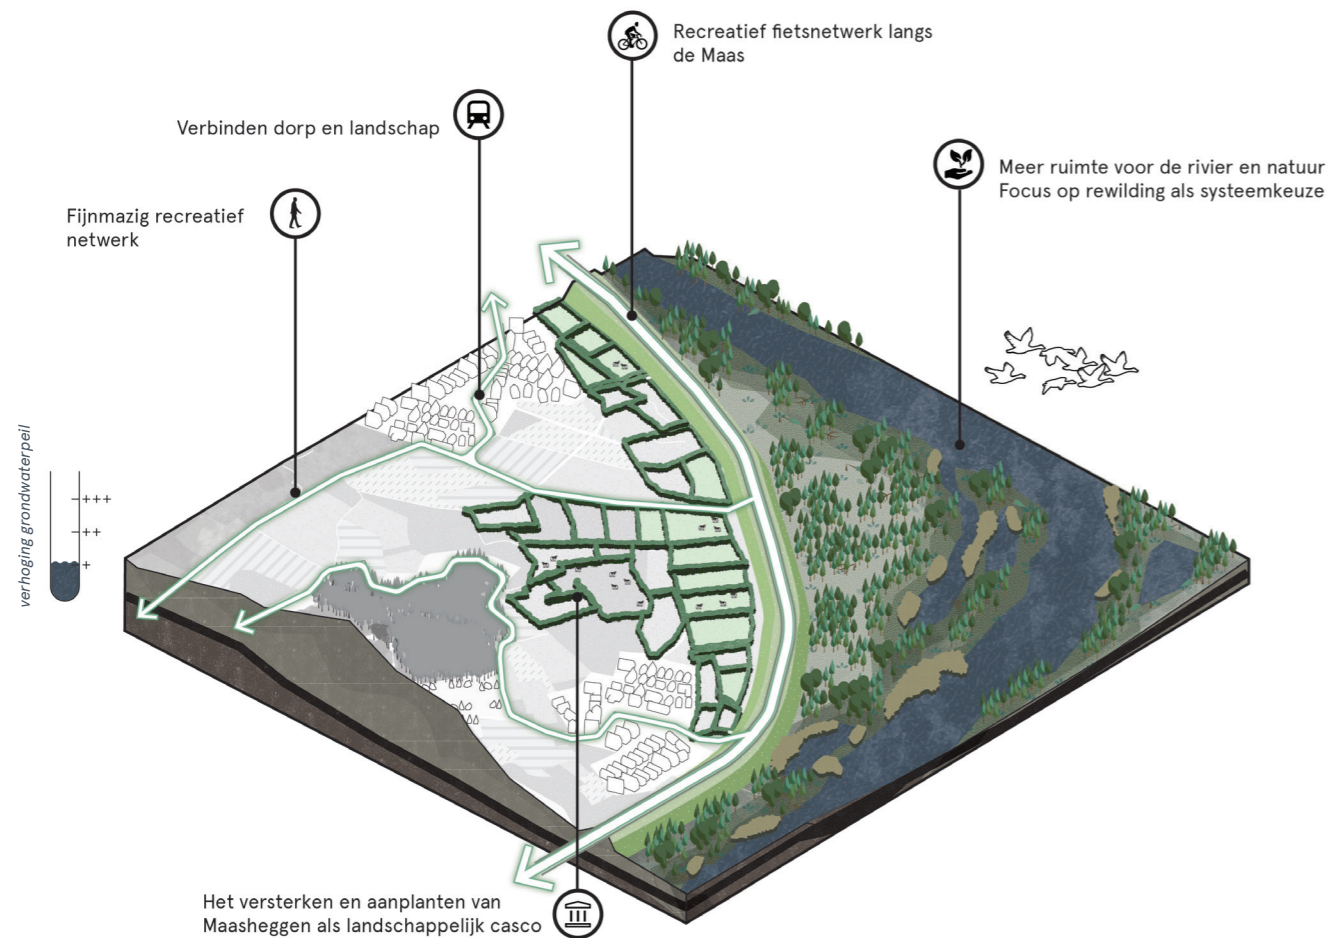 Recreatief fietsnetwerk langs
de Maas
Verbinden dorp en landschap
Meer ruimte voor de rivier en natuur
Focus op rewilding als systeemkeuze
Fijnmazig recreatief
netwerk
verhoging grondwaterpeil
+++
++
+
Het versterken en aanplanten van
Maasheggen als landschappelijk casco